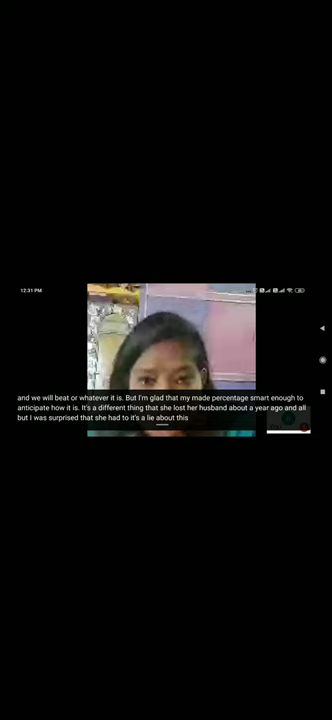 12:31 PM
and we will beat or whatever it is. But I'm glad that my made percentage smart enough to
anticipate how it is. It's a different thing that she lost her husband about a year ago and all
but I was surprised that she had to it's a lie about this